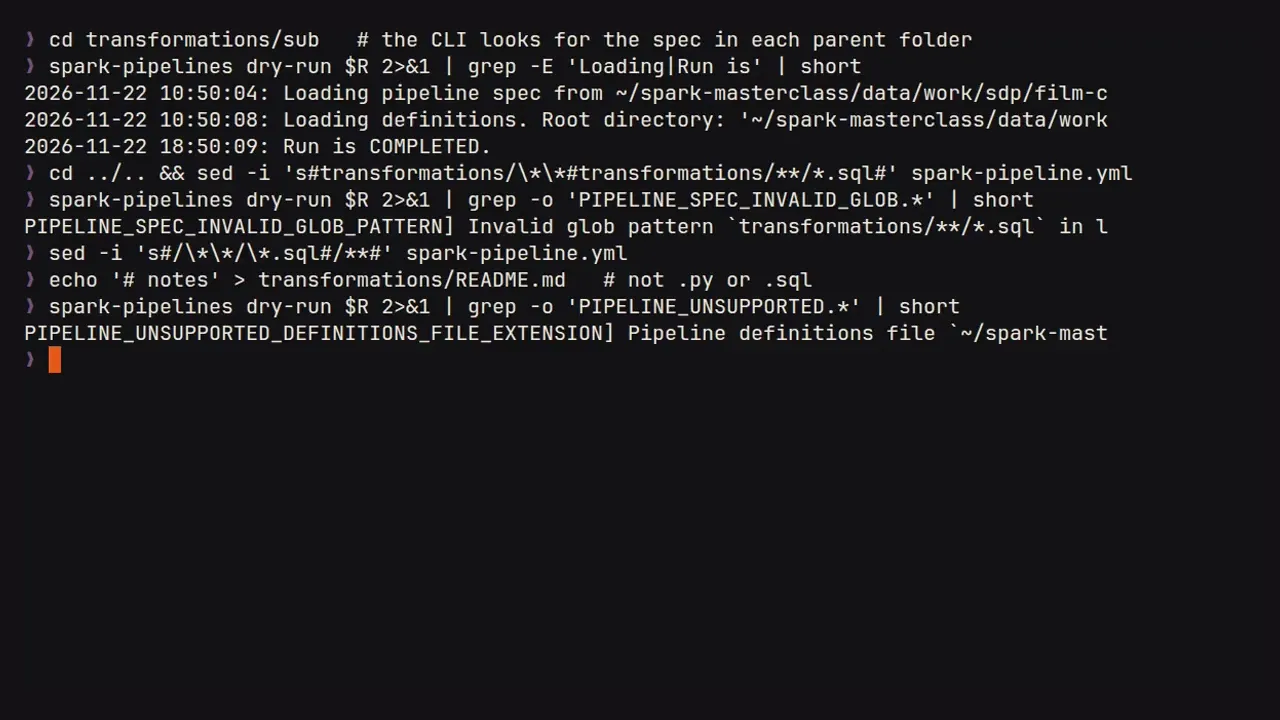 ❯ cd transformations/sub   # the CLI looks for the spec in each parent folder
❯ spark-pipelines dry-run $R 2>&1 | grep -E 'Loading|Run is' | short
2026-11-22 10:50:04: Loading pipeline spec from ~/spark-masterclass/data/work/sdp/film-c
2026-11-22 10:50:08: Loading definitions. Root directory: '~/spark-masterclass/data/work
2026-11-22 18:50:09: Run is COMPLETED.
❯ cd ../.. && sed -i 's#transformations/\*\*#transformations/**/*.sql#' spark-pipeline.yml
❯ spark-pipelines dry-run $R 2>&1 | grep -o 'PIPELINE_SPEC_INVALID_GLOB.*' | short
PIPELINE_SPEC_INVALID_GLOB_PATTERN] Invalid glob pattern `transformations/**/*.sql` in l
❯ sed -i 's#/\*\*/\*.sql#/**#' spark-pipeline.yml
❯ echo '# notes' > transformations/README.md   # not .py or .sql
❯ spark-pipelines dry-run $R 2>&1 | grep -o 'PIPELINE_UNSUPPORTED.*' | short
PIPELINE_UNSUPPORTED_DEFINITIONS_FILE_EXTENSION] Pipeline definitions file `~/spark-mast
❯